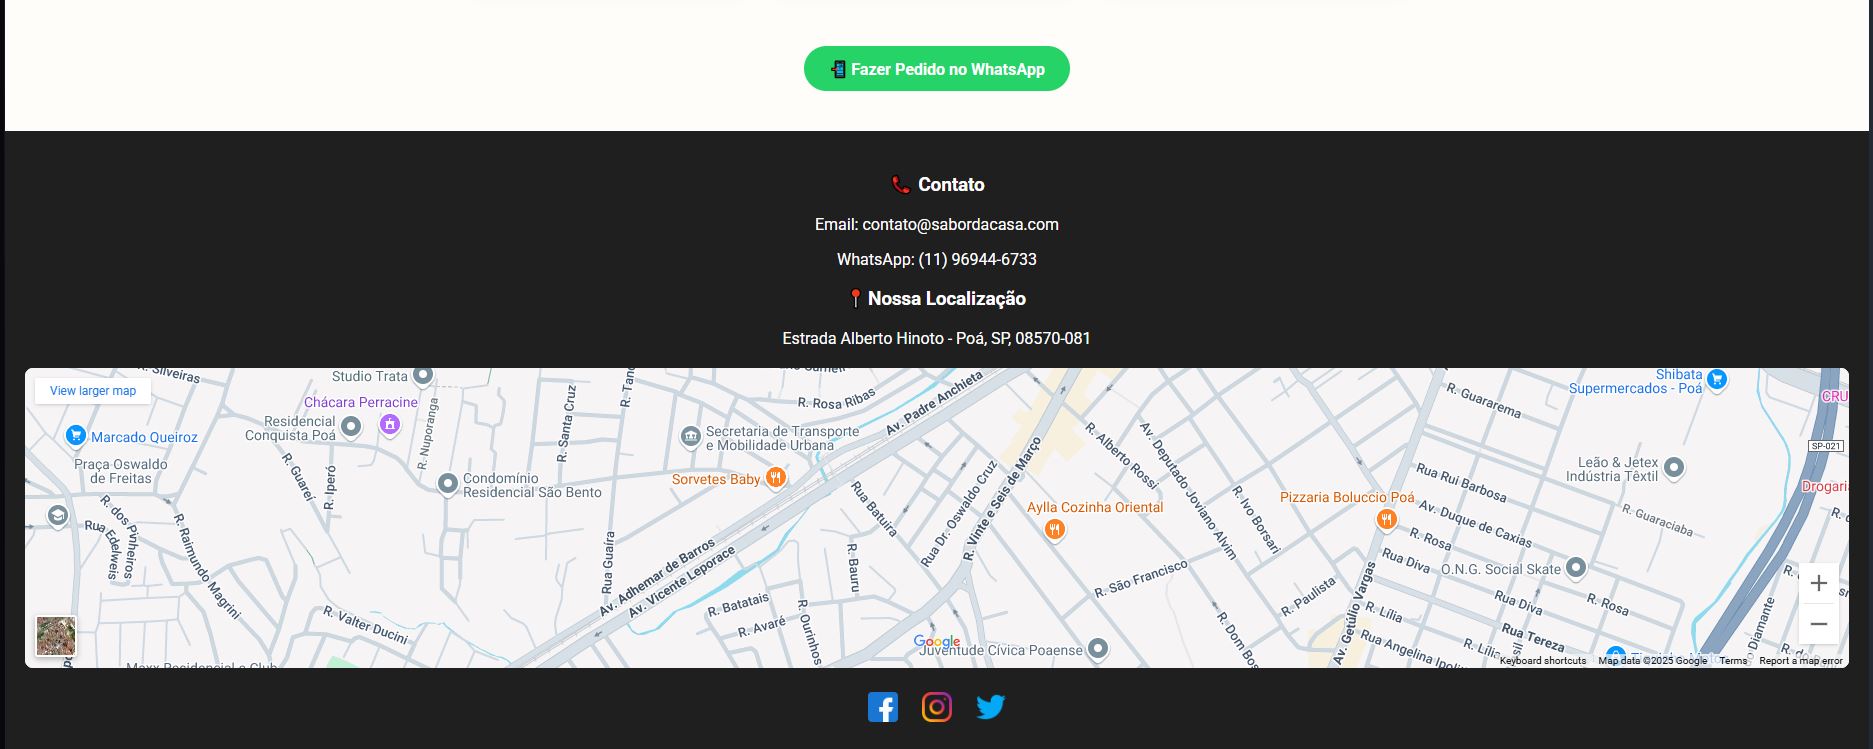 Fazer Pedido no WhatsApp
Contato
Email: contato@sabordacasa.com
WhatsApp: (11) 96944-6733
Nossa Localização
Estrada Alberto Hinoto - Poá, SP, 08570-081
View larger map
R. Silveiras
Studio Trata
Chácara Perracine
Residencial
Conquista Poá
Marcado Queiroz
Praça Oswaldo
de Freitas
R. Nuporanga
R. Santa Cruz
R. Guarei
R. Iperó
Condomínio
Residencial São Bento
R. dos Pinheiros
Rua Edelweis
R. Raimundo Magrini
R. Valter Ducini
Rua Guaíra
R. Rosa Ribas
Av. Padre Anchieta
Secretaria de Transporte
e Mobilidade Urbana
Sorvetes Baby
Rua Batuira
Rua Dr. Oswaldo Cruz
R. Vinte e Seis de Março
Av. Adhemar de Barros
Av. Vicente Leporace
R. Bauru
R. Batatais
R. Avaré
R. Ourinhos
R. Alberto Rossi
Av. Deputado Joviano Alvim
R. Ivo Borsari
Aylla Cozinha Oriental
R. São Francisco
R. Paulista
R. Dom Bos
Juventude Cívica Poaense
Google
Shibata
Supermercados - Poá
R. Guararema
CRU
SP-021
Leão & Jetex
Indústria Têxtil
Drogari
Rua Rui Barbosa
Pizzaria Boluccio Poá
Av. Duque de Caxias
R. Guaraciaba
R. Rosa
Rua Diva
O.N.G. Social Skate
Av. Getúlio Vargas
R. Lília
Rua Diva
R. Rosa
Rua Tereza
Rua Angelina
Diamante
Keyboard shortcuts
Map data ©2025 Google
Terms
Report a map error